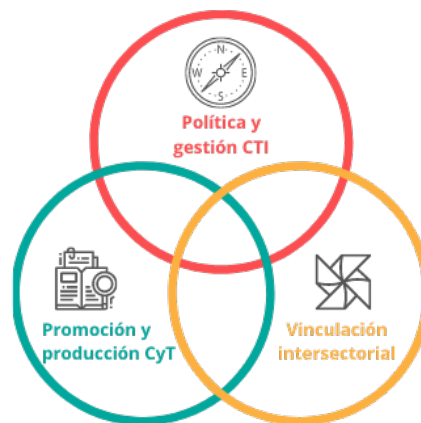 N
W E
S
Política y
gestión CTI
Promoción y
producción CyT
Vinculación
intersectorial